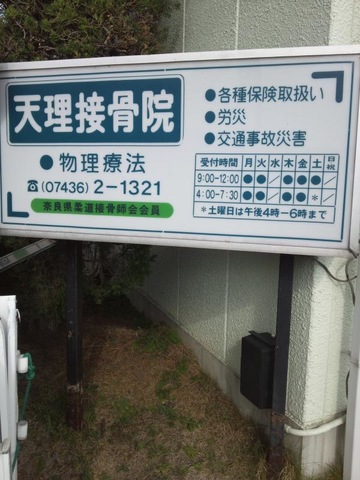 天理接骨院
●物理療法
☎(07436)2-1321
奈良県柔道接骨師会会員
●各種保険取扱い
●労災
●交通事故災害
受付時間 月 火 水 木 金 土 日祝
9:00-12:00 ● ● ／ ● ● ● ／
4:00-7:30 ● ● ／ ● ● * ／
*土曜日は午後4時-6時まで